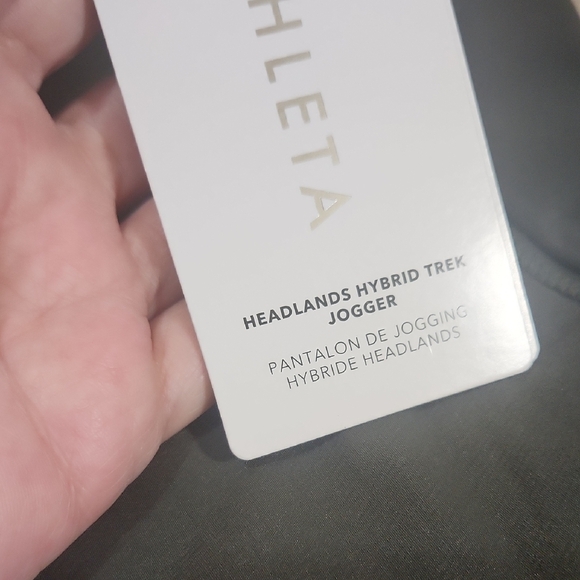 HLETA
HEADLANDS HYBRID TREK
JOGGER
PANTALON DE JOGGING
HYBRIDE HEADLANDS